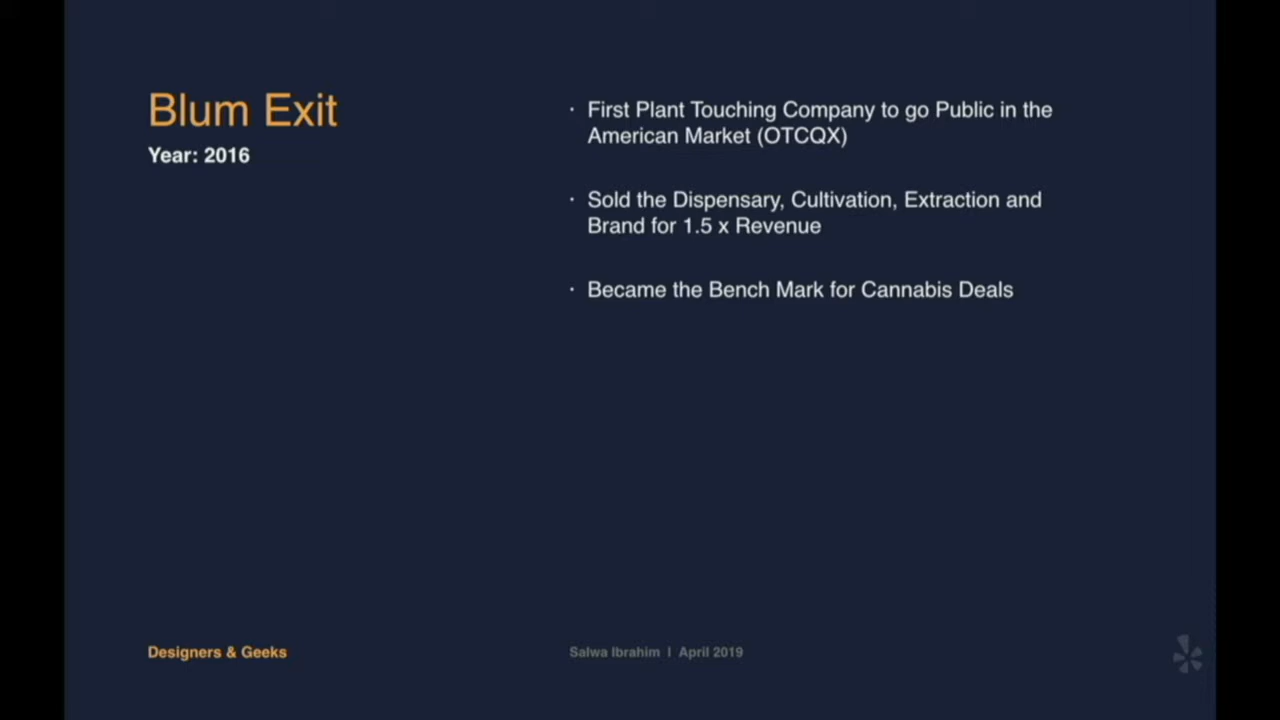 Blum Exit
Year: 2016
· First Plant Touching Company to go Public in the
American Market (OTCQX)
· Sold the Dispensary, Cultivation, Extraction and
Brand for 1.5 x Revenue
· Became the Bench Mark for Cannabis Deals
Designers & Geeks
Salwa Ibrahim | April 2019